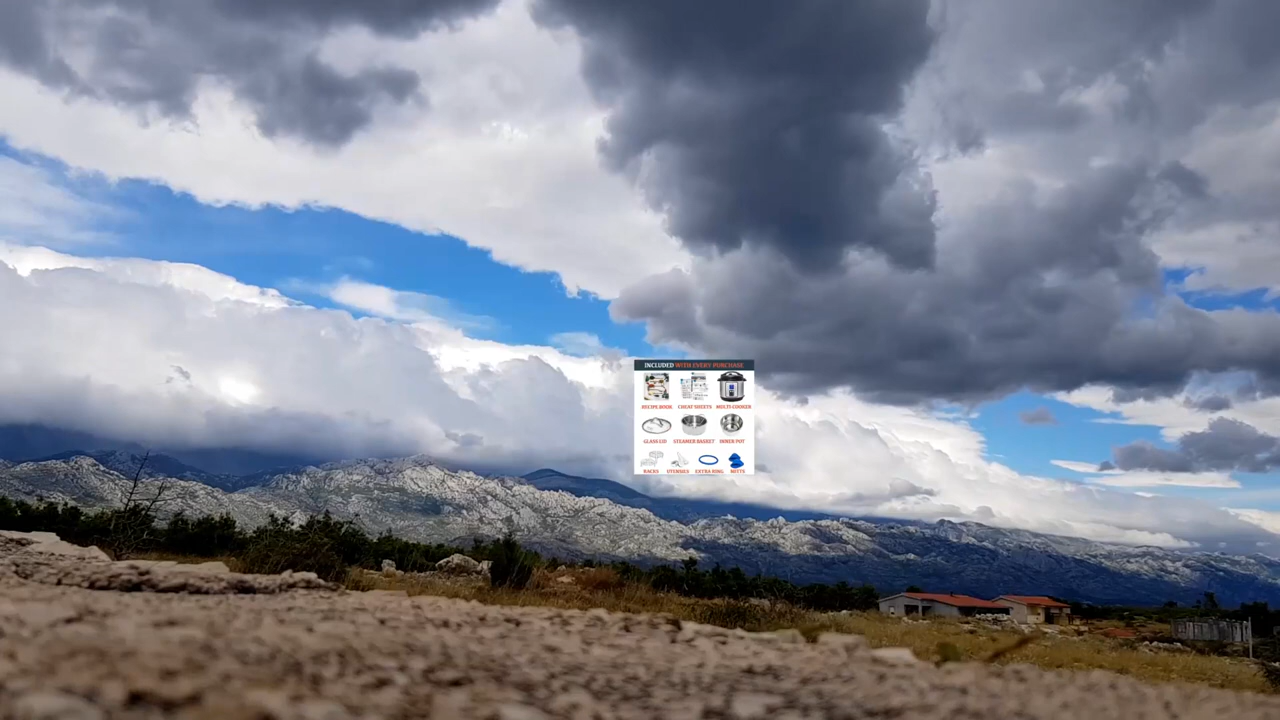 INCLUDED WITH EVERY PURCHASE
RECIPE BOOK CHEAT SHEETS MULTI-COOKER
GLASS LID STEAMER BASKET INNER POT
RACKS UTENSILS EXTRA RING MITTS